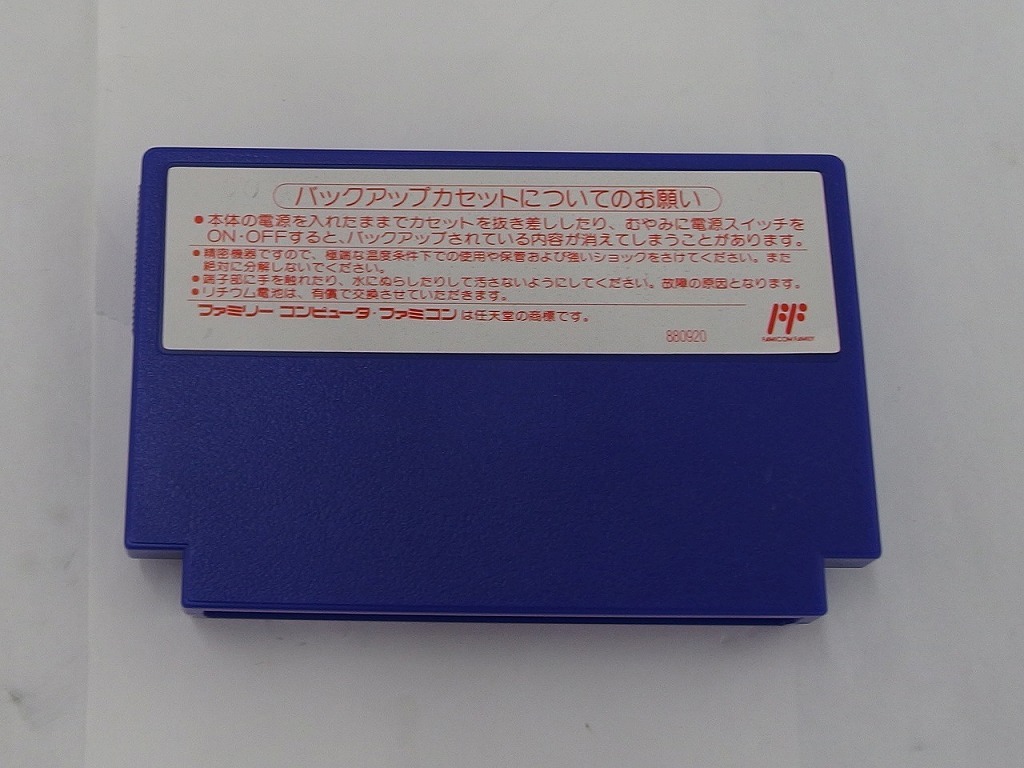 バックアップカセットについてのお願い
●本体の電源を入れたままでカセットを抜き差ししたり、むやみに電源スイッチを
ON・OFFすると、バックアップされている内容が消えてしまうことがあります。
●精密機器ですので、極端な温度条件下での使用や保管および強いショックをさけてください。また
絶対に分解しないでください。
●端子部に手を触れたり、水にぬらしたりして汚さないようにしてください。故障の原因となります。
●リチウム電池は、有償で交換させていただきます。
ファミリー コンピュータ・ファミコンは任天堂の商標です。
880920
FAMICOM FAMILY